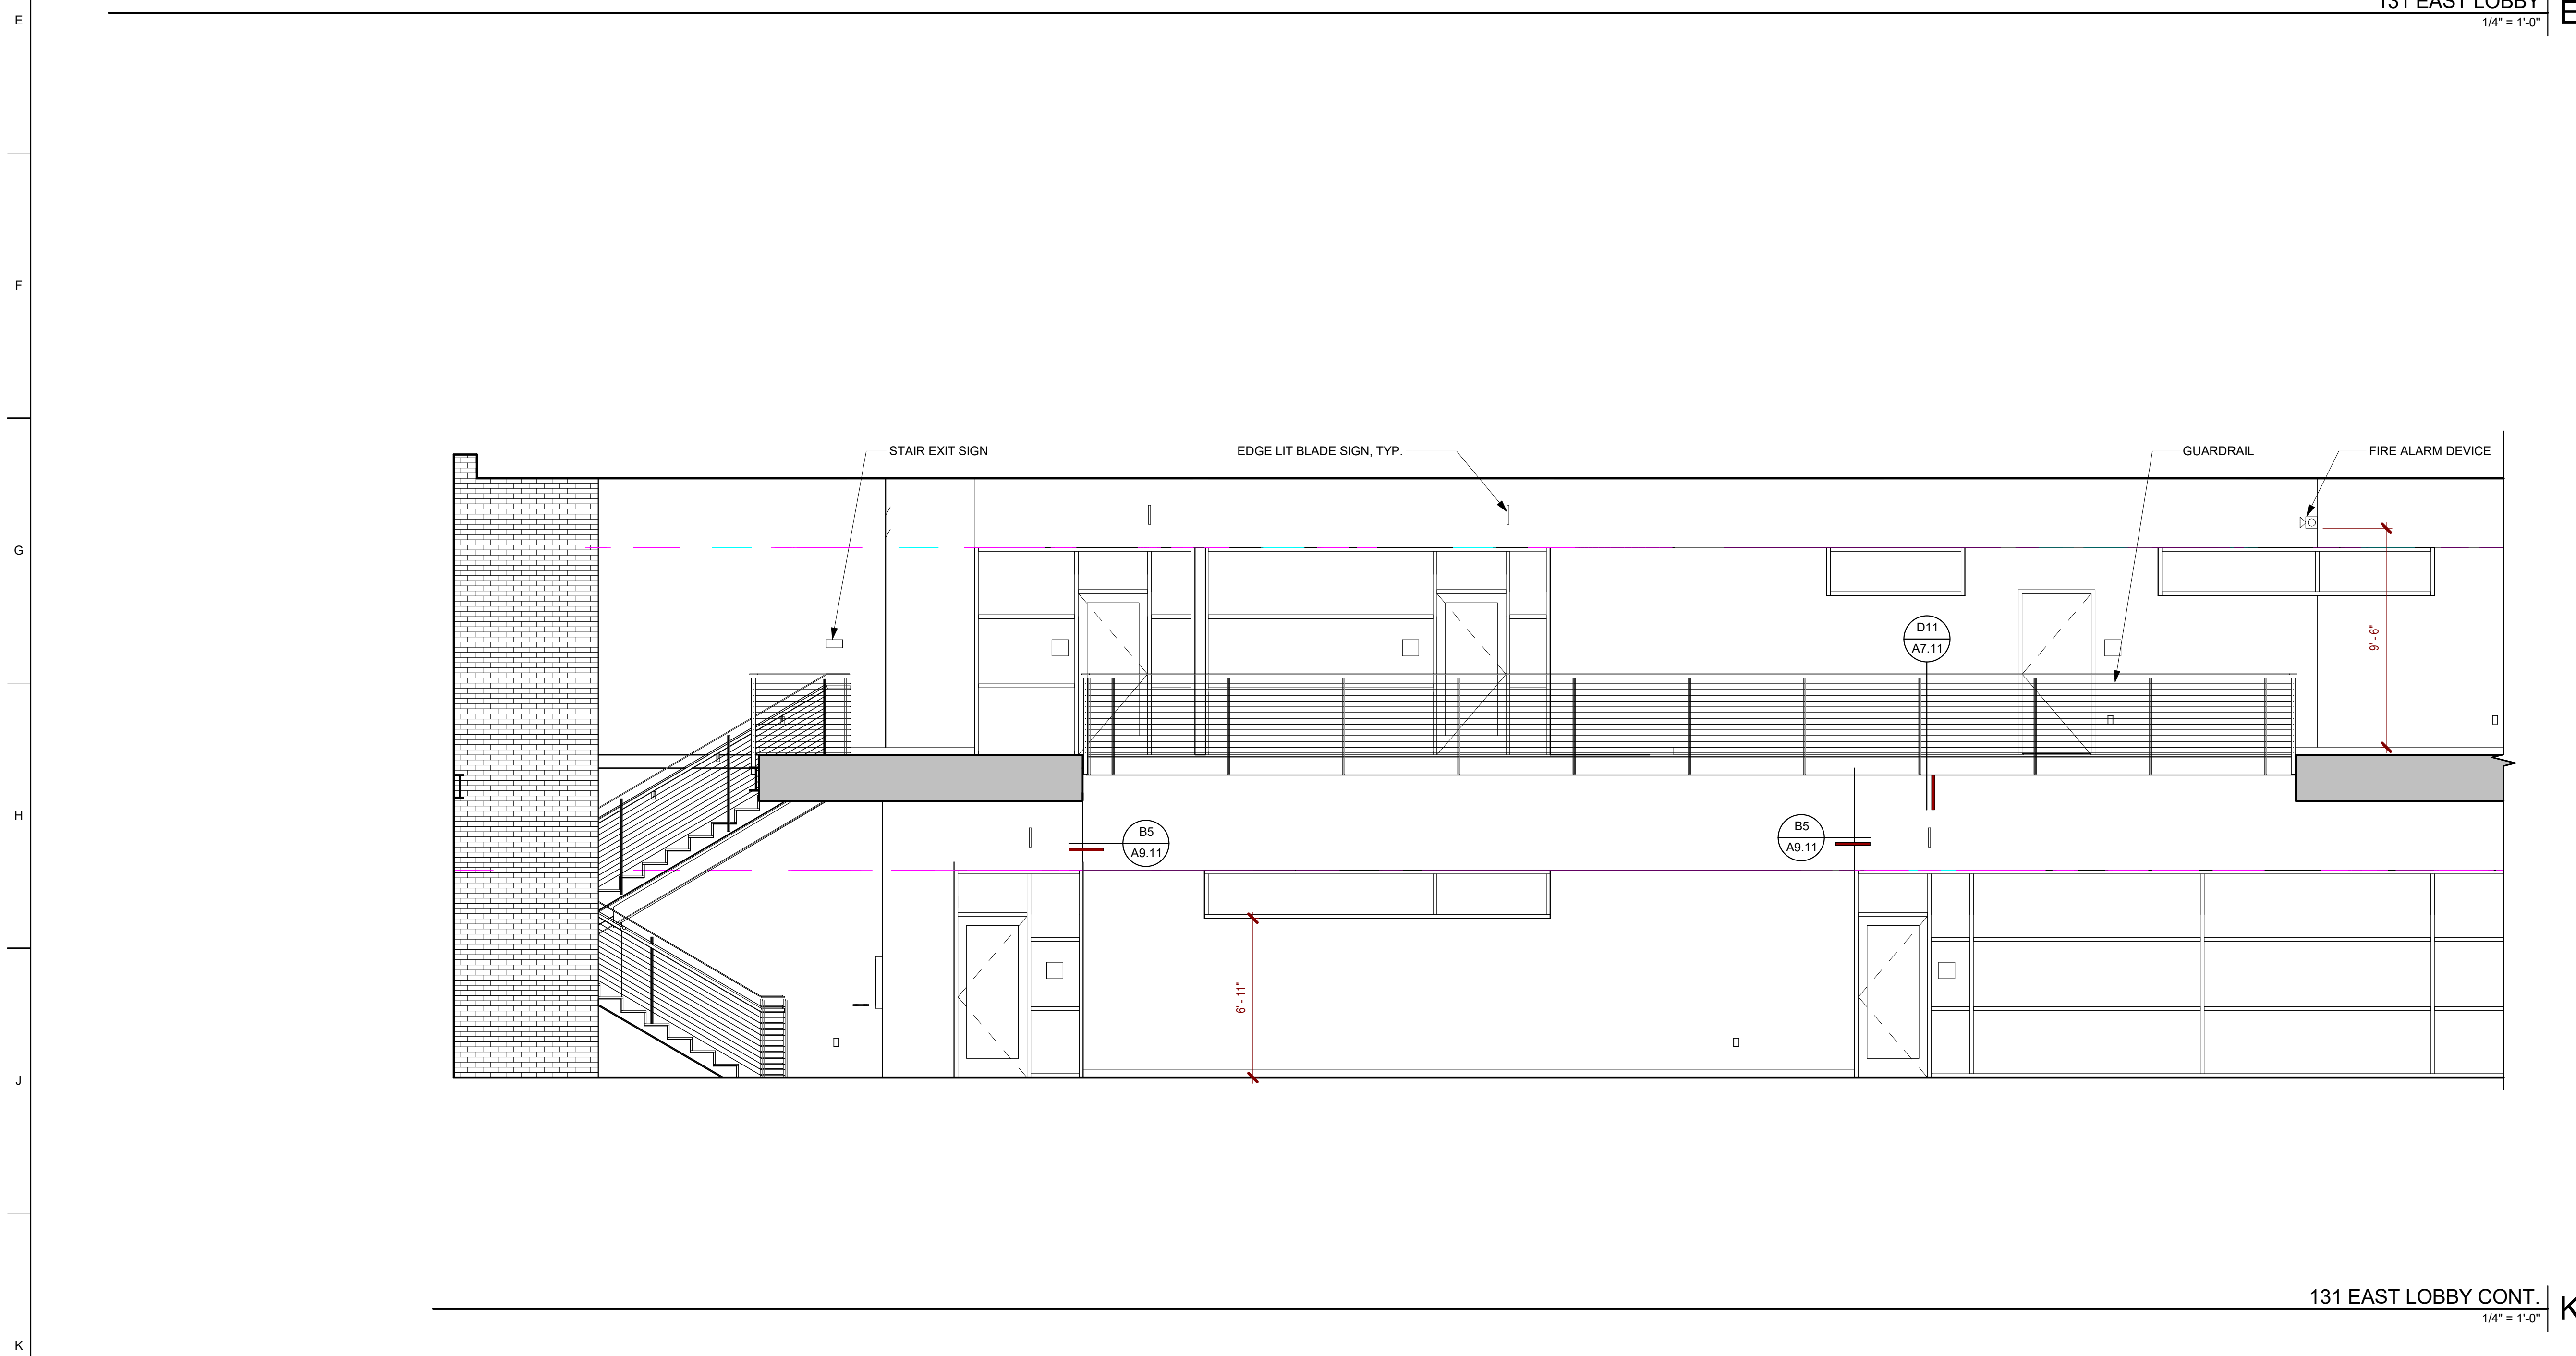 131 EAST LOBBY
1/4" = 1'-0"
E
E
F
G
H
J
K
STAIR EXIT SIGN
EDGE LIT BLADE SIGN, TYP.
GUARDRAIL
FIRE ALARM DEVICE
D11
A7.11
9' - 6"
B5
A9.11
B5
A9.11
6' - 11"
131 EAST LOBBY CONT.
1/4" = 1'-0"
K